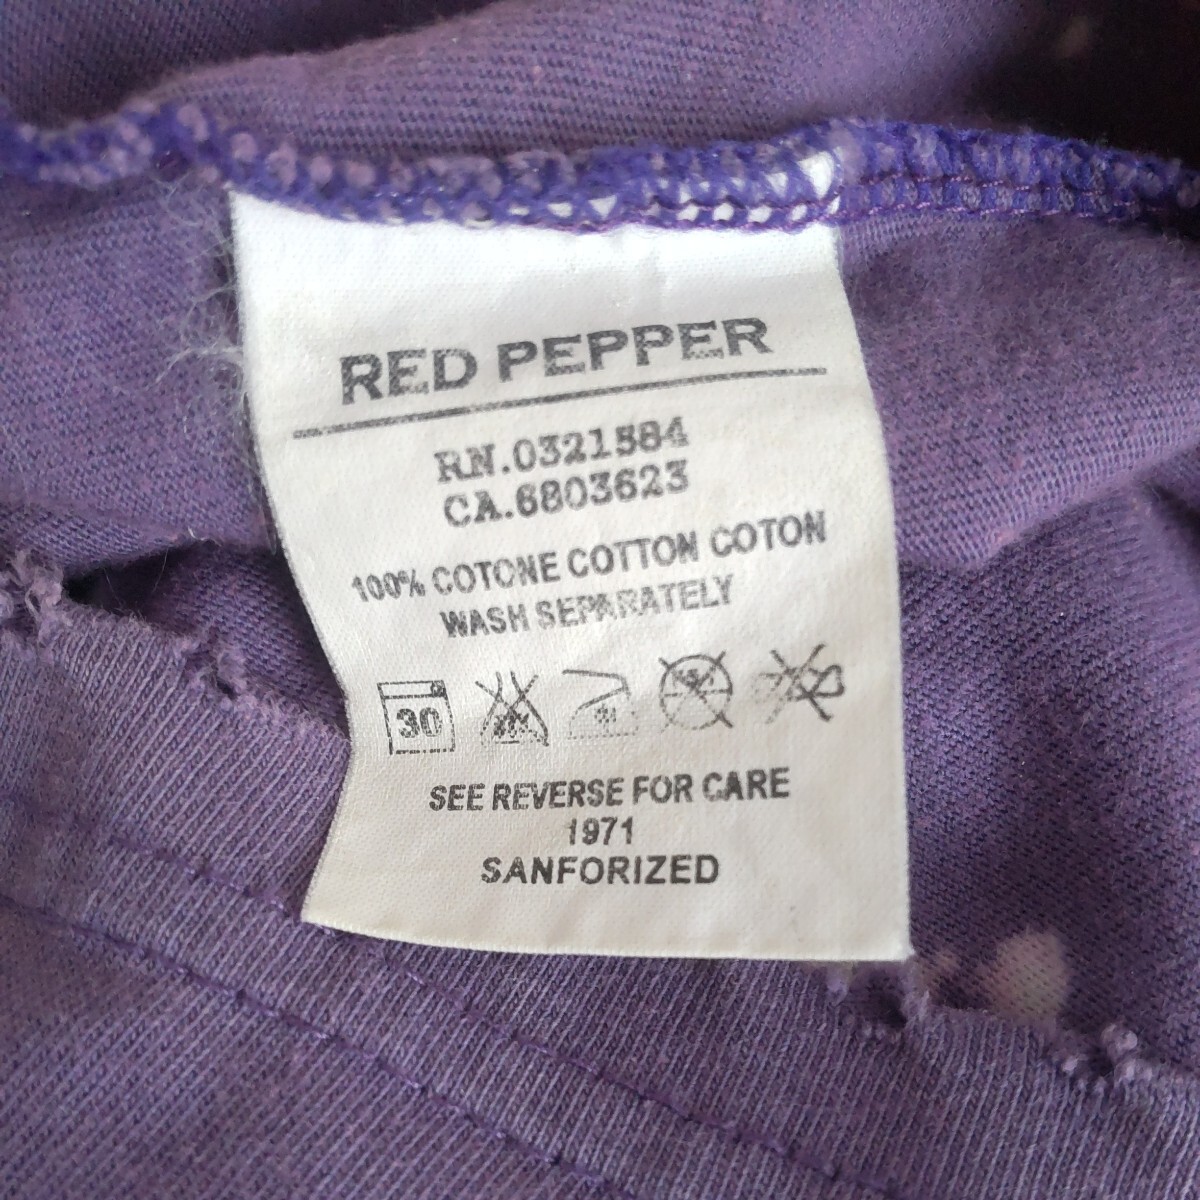 RED PEPPER
RN.0321584
CA.6803623
100% COTONE COTTON COTON
WASH SEPARATELY
30
SEE REVERSE FOR CARE
1971
SANFORIZED